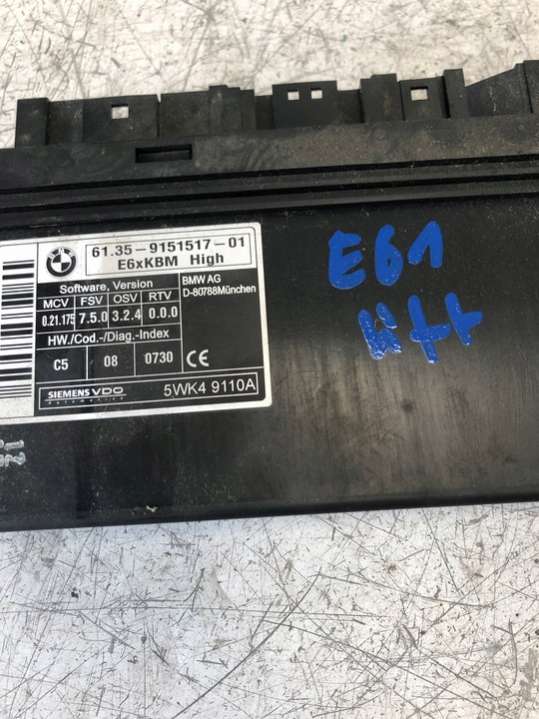 61.35-9151517-01
E6xKBM High
Software, Version
MCV FSV OSV RTV
0.21.175 7.5.0 3.2.4 0.0.0
HW./Cod-./Diag.-Index
C5 08 0730 CE
BMW AG
D-80788München
SIEMENS VDO
Automotive
5WK4 9110A
E61